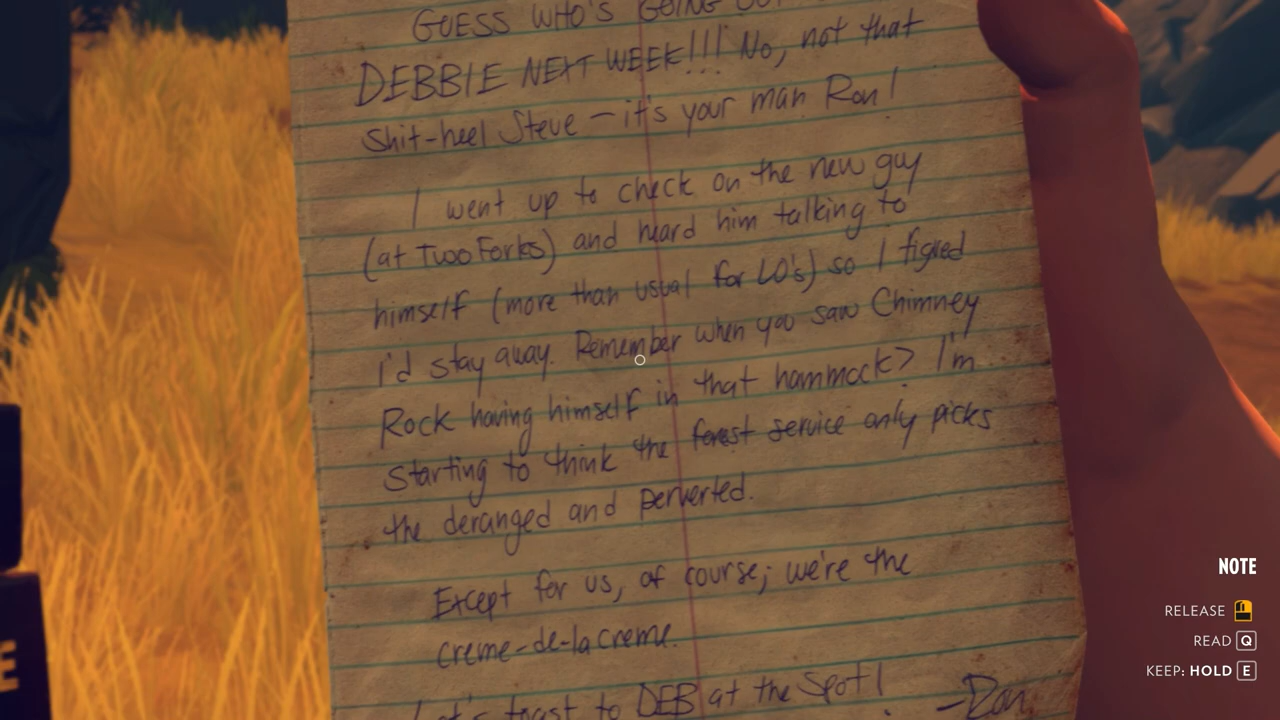 GUESS WHO'S GOING
DEBBIE NEXT WEEK!!! No, not that
Shit-heel Steve – it's your man Ron!
I went up to check on the new guy
(at Two Forks) and heard him talking to
himself (more than usual for LO's) so I figred
i'd stay away. Remember when you saw Chimney
Rock having himself in that hammock? I'm
starting to think the forest service only picks
the deranged and perverted.
Except for us, of course; we're the
creme-de-la creme.
toast to DEB at the Spot!
-Ron
NOTE
RELEASE
READ Q
KEEP: HOLD E
E